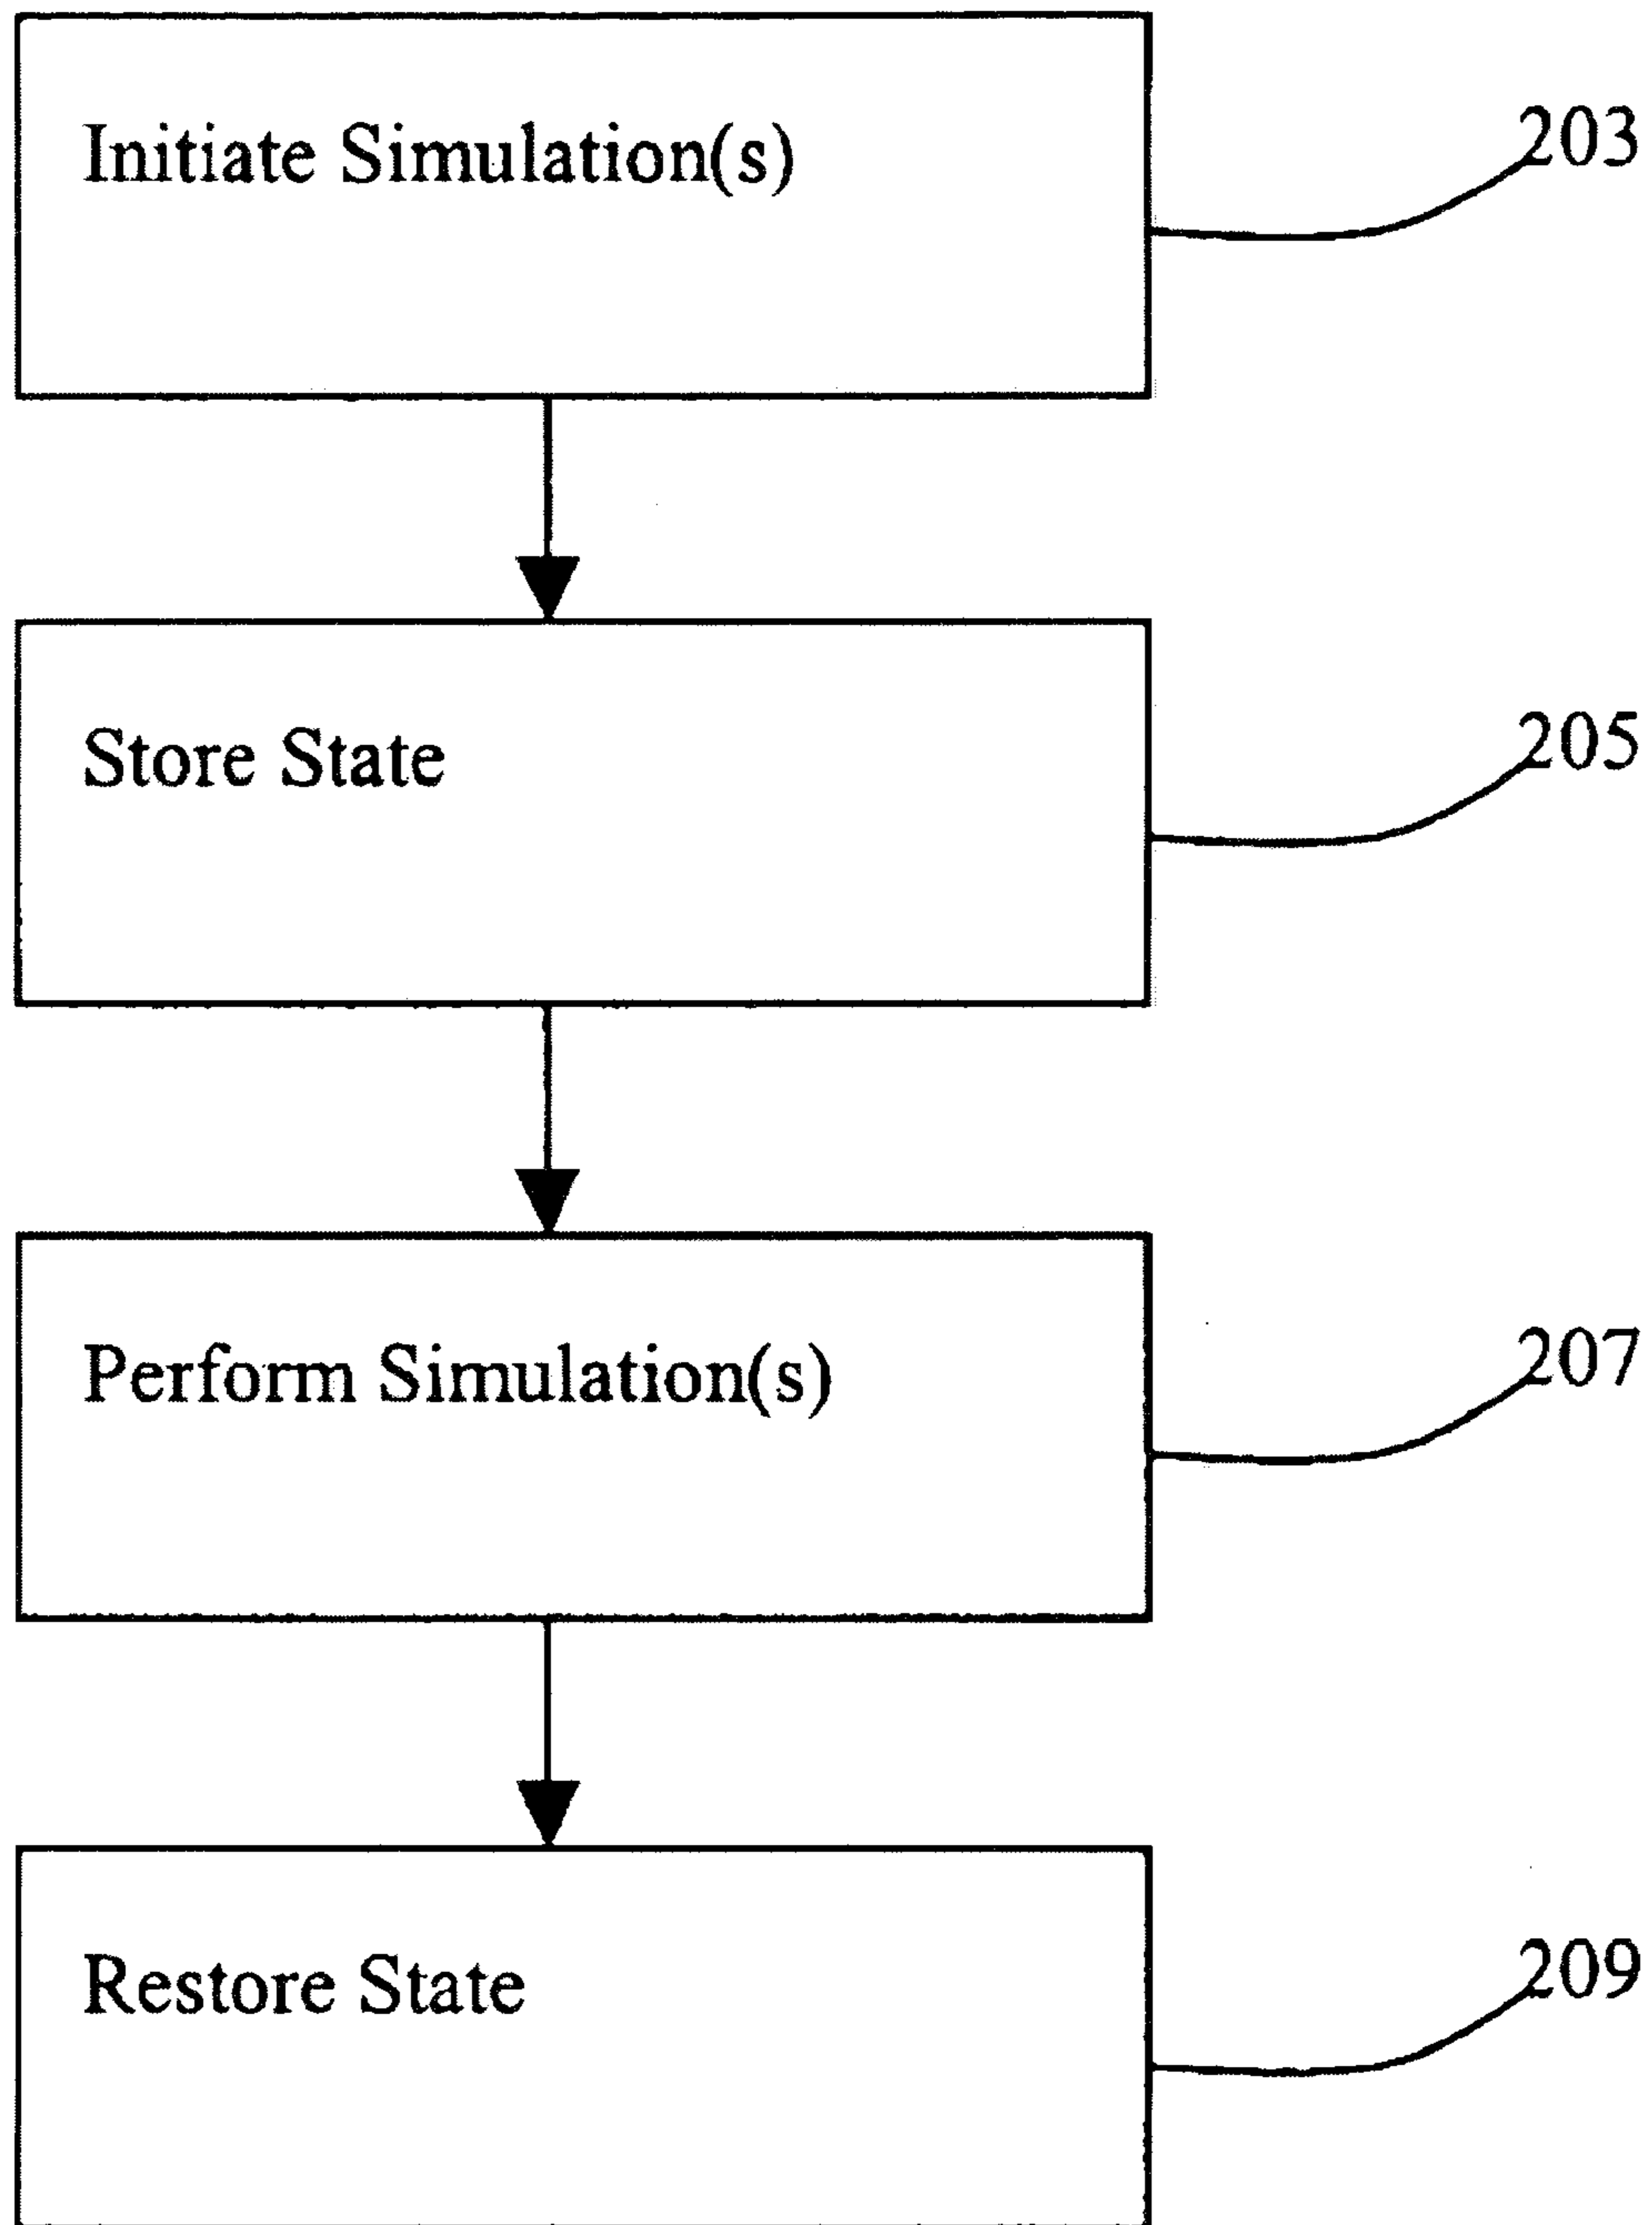 Initiate Simulation(s)
203
Store State
205
Perform Simulation(s)
207
Restore State
209